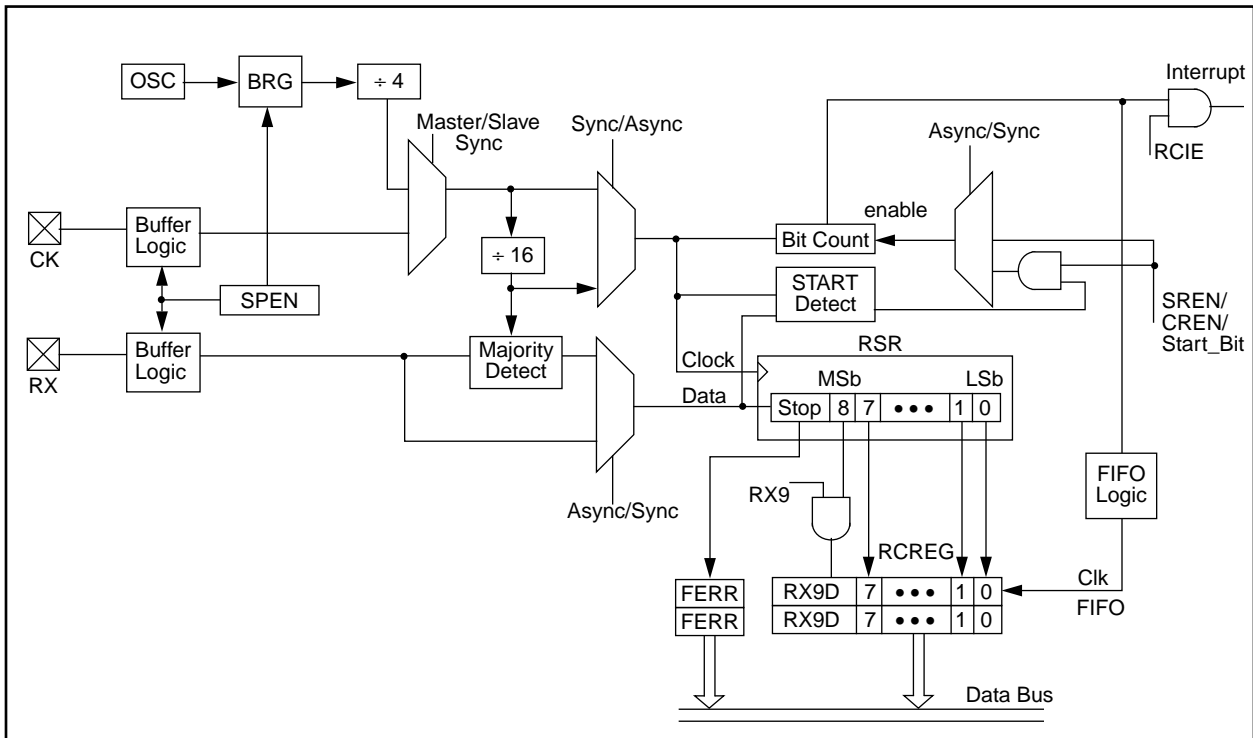 OSC
BRG
÷ 4
Master/Slave
Sync
Sync/Async
Async/Sync
Interrupt
RCIE
CK
Buffer
Logic
÷ 16
enable
Bit Count
SPEN
START
Detect
SREN/
CREN/
Start_Bit
RX
Buffer
Logic
Majority
Detect
Clock
RSR
MSb
LSb
Data
Stop 8 7 ••• 1 0
Async/Sync
RX9
FIFO
Logic
RCREG
Clk
FIFO
FERR
FERR
RX9D 7 ••• 1 0
RX9D 7 ••• 1 0
Data Bus